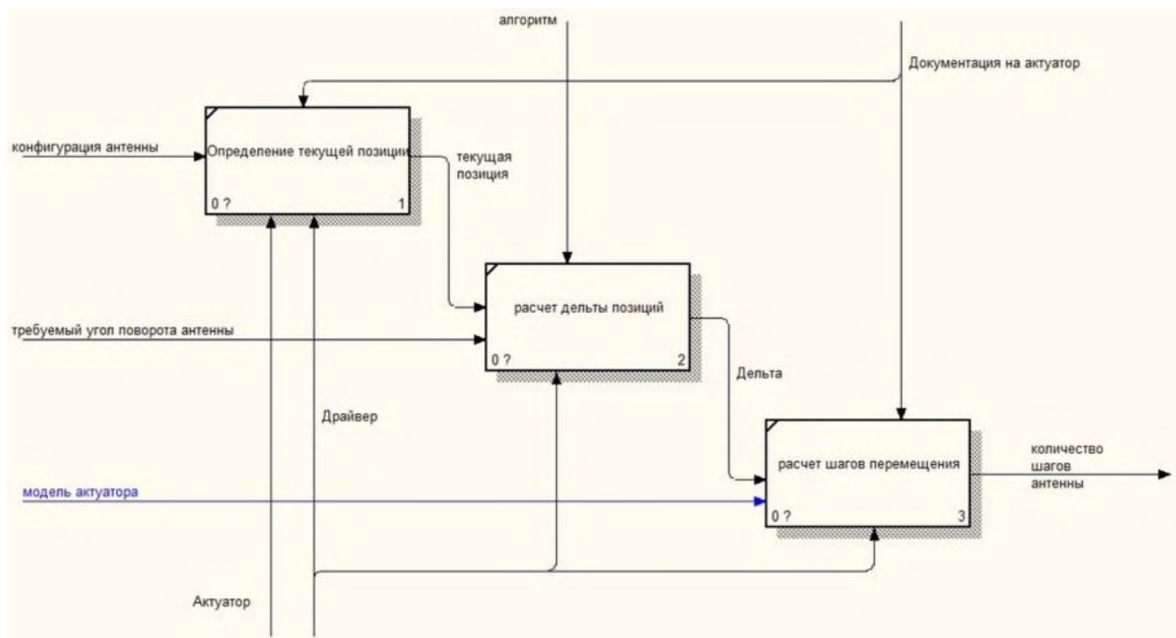 алгоритм
Документация на актуатор
конфигурация антенны
Определение текущей позиции
0 ?
1
текущая
позиция
расчет дельты позиций
0 ?
2
требуемый угол поворота антенны
Дельта
Драйвер
расчет шагов перемещения
0 ?
3
количество
шагов
антенны
модель актуатора
Актуатор